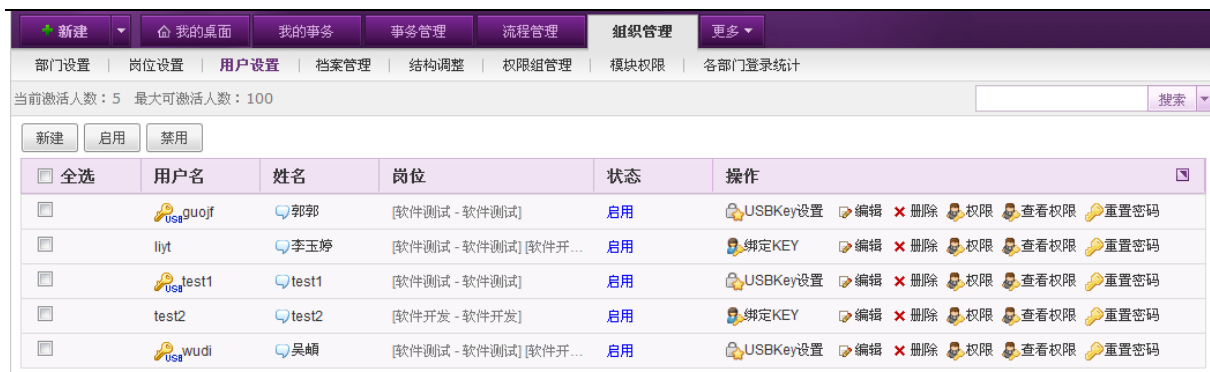 新建 我的桌面 我的事务 事务管理 流程管理 组织管理 更多
部门设置 | 岗位设置 | 用户设置 | 档案管理 | 结构调整 | 权限组管理 | 模块权限 | 各部门登录统计
当前激活人数：5 最大可激活人数：100 搜索
新建 启用 禁用
全选 用户名 姓名 岗位 状态 操作
USB guojf 郭郭 [软件测试 - 软件测试] 启用 USBKey设置 编辑 删除 权限 查看权限 重置密码
liyt 李玉婷 [软件测试 - 软件测试] [软件开... 启用 绑定KEY 编辑 删除 权限 查看权限 重置密码
USB test1 test1 [软件测试 - 软件测试] 启用 USBKey设置 编辑 删除 权限 查看权限 重置密码
test2 test2 [软件开发 - 软件开发] 启用 绑定KEY 编辑 删除 权限 查看权限 重置密码
USB wudi 吴頔 [软件测试 - 软件测试] [软件开... 启用 USBKey设置 编辑 删除 权限 查看权限 重置密码